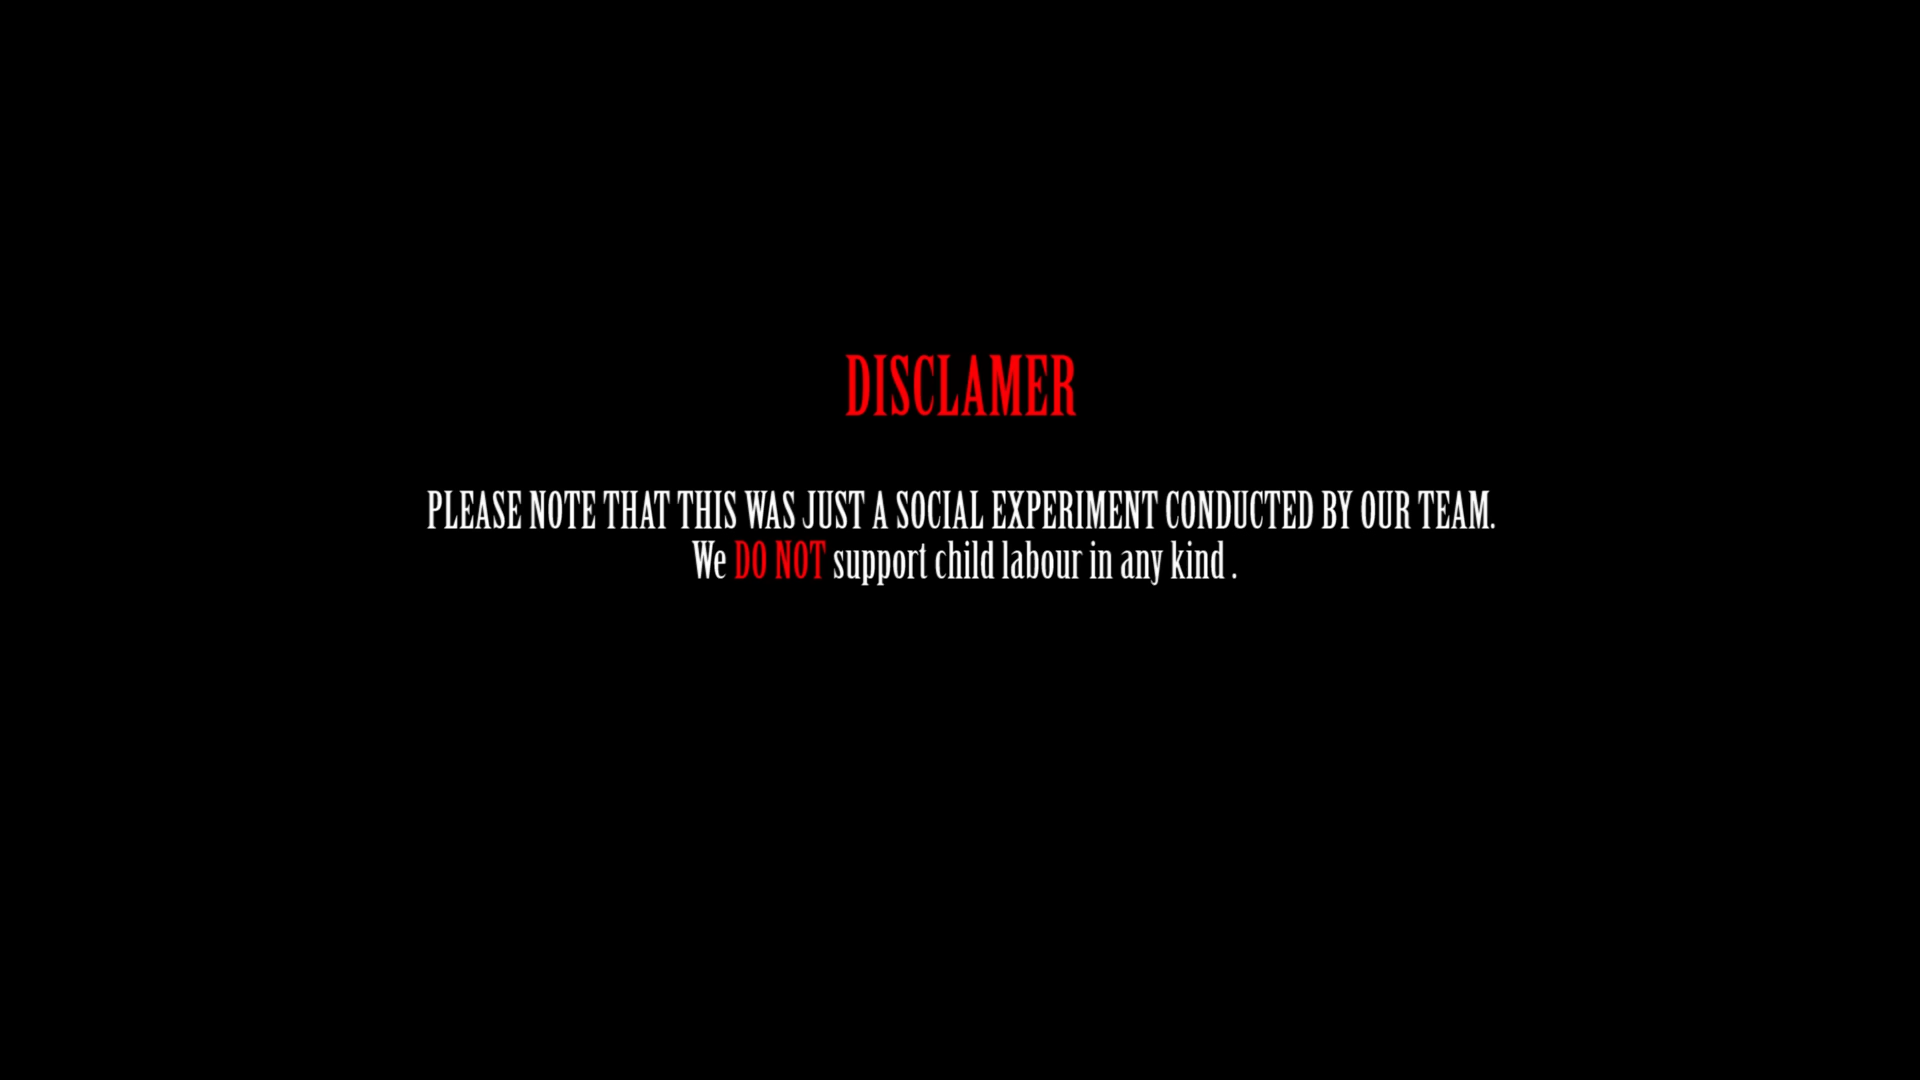 DISCLAMER
PLEASE NOTE THAT THIS WAS JUST A SOCIAL EXPERIMENT CONDUCTED BY OUR TEAM.
We DO NOT support child labour in any kind .